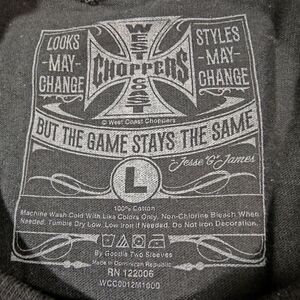 LOOKS
-MAY-
CHANGE
WEST
CHOPPERS
COAST
STYLES
-MAY-
CHANGE
© West Coast Choppers
BUT THE GAME STAYS THE SAME
-Jesse "G" James
L
100% Cotton
Machine Wash Cold With Like Colors Only. Non-Chlorine Bleach When
Needed. Tumble Dry Low. Low Iron if Needed. Do Not Iron Decoration.
By Goodie Two Sleeves
Made in Dominican Republic
RN 122006
WCC0012M1000